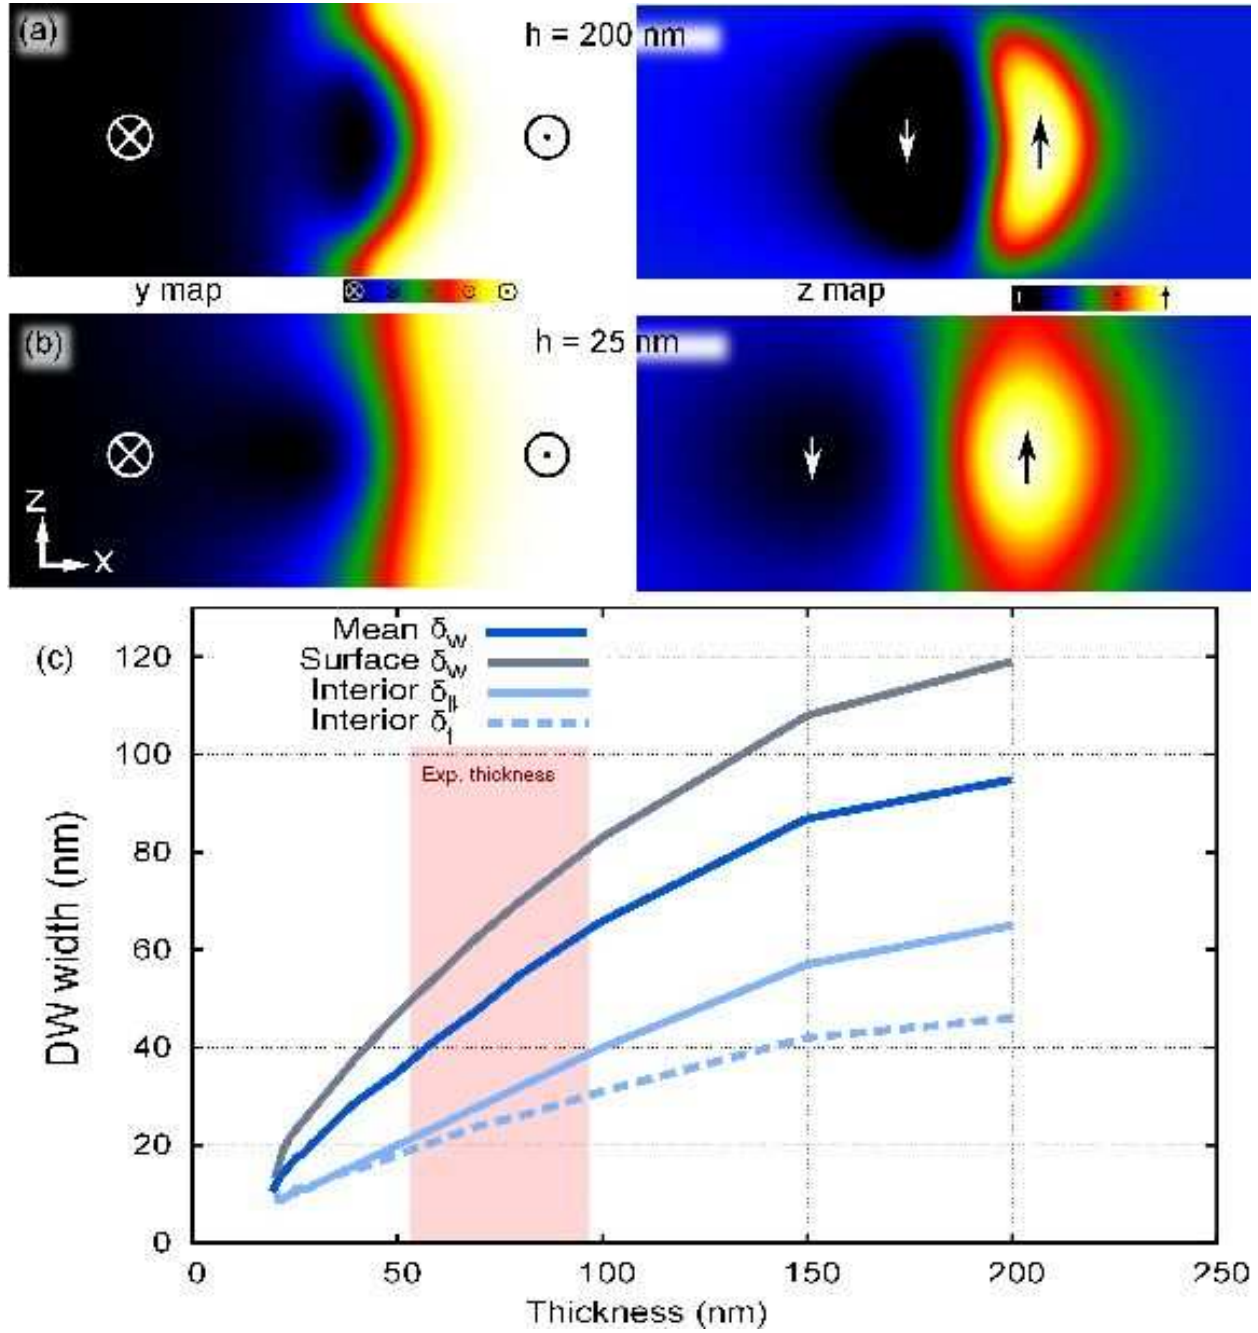 (a)
h = 200 nm
y map
z map
(b)
h = 25 nm
z
x
(c)
Mean δw
Surface δw
Interior δ||
Interior δ†
Exp. thickness
DW width (nm)
120
100
80
60
40
20
0
0 50 100 150 200 250
Thickness (nm)